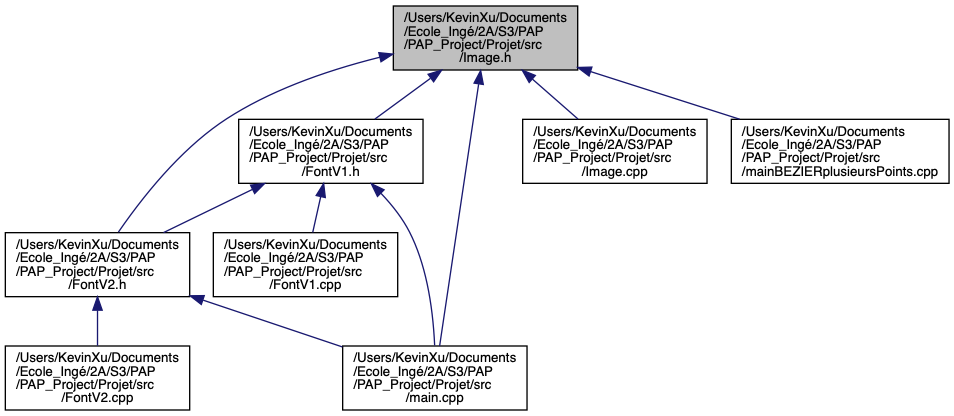 /Users/KevinXu/Documents
/Ecole_Ingé/2A/S3/PAP
/PAP_Project/Projet/src
/Image.h
/Users/KevinXu/Documents
/Ecole_Ingé/2A/S3/PAP
/PAP_Project/Projet/src
/FontV1.h
/Users/KevinXu/Documents
/Ecole_Ingé/2A/S3/PAP
/PAP_Project/Projet/src
/Image.cpp
/Users/KevinXu/Documents
/Ecole_Ingé/2A/S3/PAP
/PAP_Project/Projet/src
/mainBEZIERplusieursPoints.cpp
/Users/KevinXu/Documents
/Ecole_Ingé/2A/S3/PAP
/PAP_Project/Projet/src
/FontV2.h
/Users/KevinXu/Documents
/Ecole_Ingé/2A/S3/PAP
/PAP_Project/Projet/src
/FontV1.cpp
/Users/KevinXu/Documents
/Ecole_Ingé/2A/S3/PAP
/PAP_Project/Projet/src
/FontV2.cpp
/Users/KevinXu/Documents
/Ecole_Ingé/2A/S3/PAP
/PAP_Project/Projet/src
/main.cpp